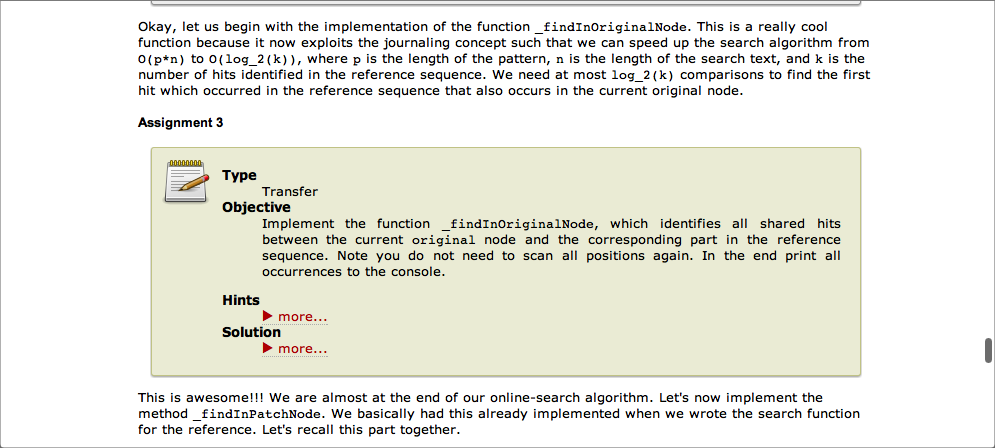 Okay, let us begin with the implementation of the function _findInOriginalNode. This is a really cool
function because it now exploits the journaling concept such that we can speed up the search algorithm from
O(p*n) to O(log_2(k)), where p is the length of the pattern, n is the length of the search text, and k is the
number of hits identified in the reference sequence. We need at most log_2(k) comparisons to find the first
hit which occurred in the reference sequence that also occurs in the current original node.
Assignment 3
Type
Transfer
Objective
Implement the function _findInOriginalNode, which identifies all shared hits
between the current original node and the corresponding part in the reference
sequence. Note you do not need to scan all positions again. In the end print all
occurrences to the console.
Hints
more...
Solution
more...
This is awesome!!! We are almost at the end of our online-search algorithm. Let's now implement the
method _findInPatchNode. We basically had this already implemented when we wrote the search function
for the reference. Let's recall this part together.